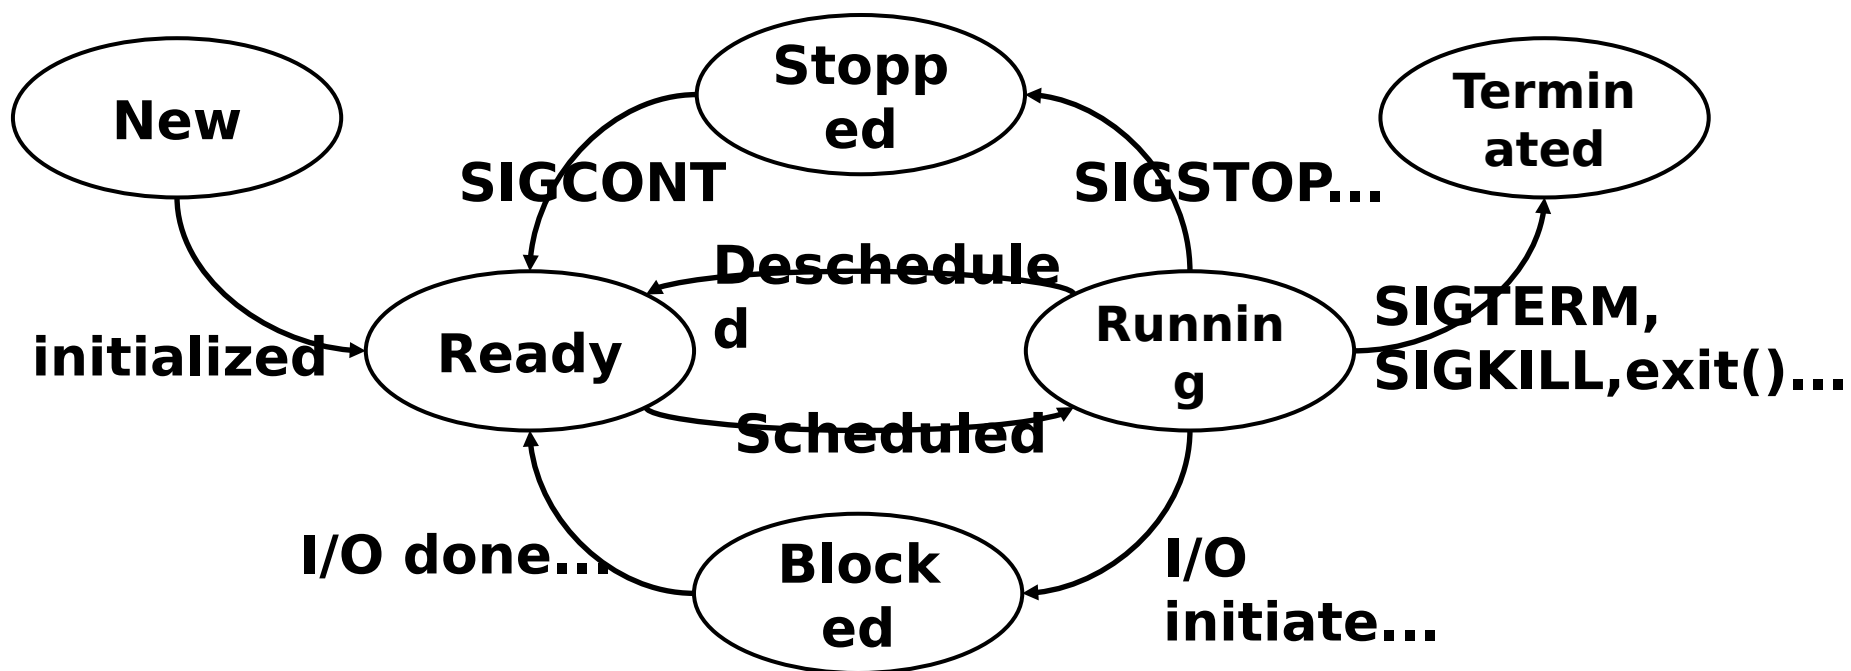 New
Stopp
ed
Termin
ated
SIGCONT
SIGSTOP...
Deschedule
d
initialized
Ready
Runnin
g
SIGTERM,
SIGKILL,exit()...
Scheduled
I/O done...
Block
ed
I/O
initiate...